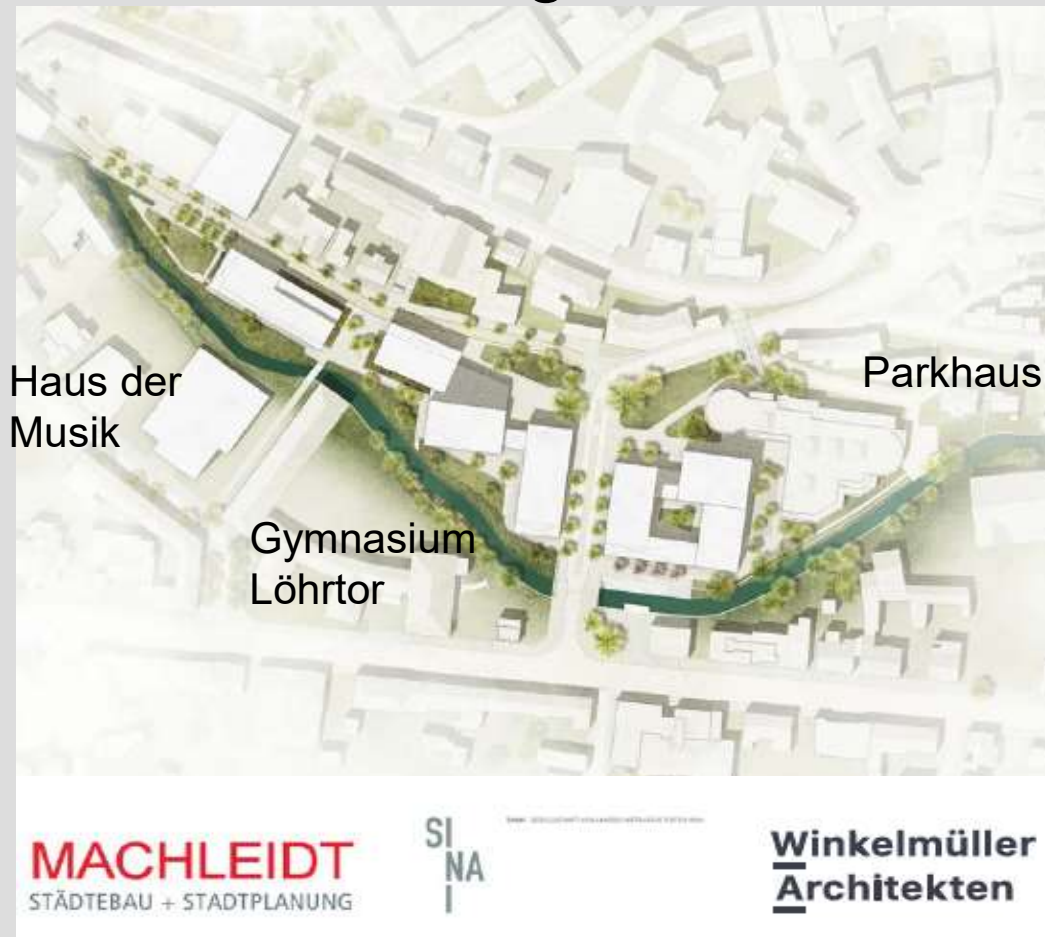 Haus der
Musik
Parkhaus
Gymnasium
Löhrtor
MACHLEIDT
STÄDTEBAU + STADTPLANUNG
SI
NA
I
Winkelmüller
Architekten